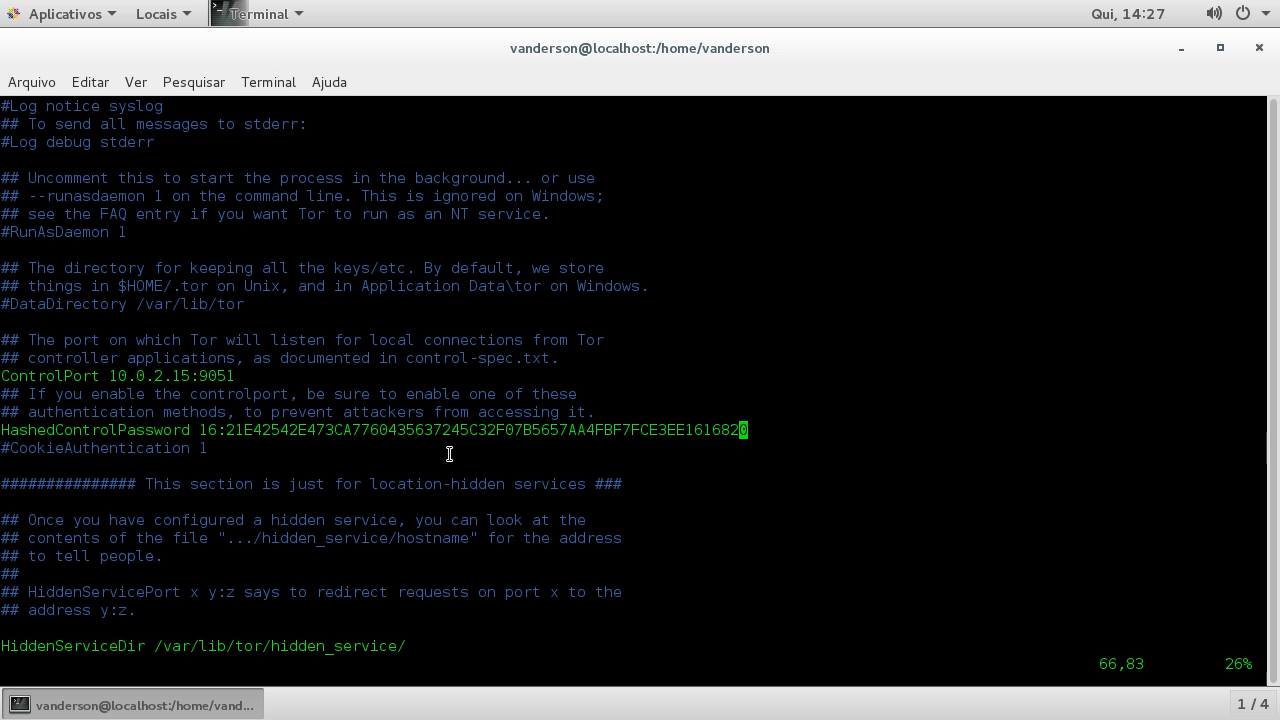 Aplicativos Locais Terminal Qui, 14:27
vanderson@localhost:/home/vanderson
Arquivo Editar Ver Pesquisar Terminal Ajuda
#Log notice syslog
## To send all messages to stderr:
#Log debug stderr
## Uncomment this to start the process in the background... or use
## --runasdaemon 1 on the command line. This is ignored on Windows;
## see the FAQ entry if you want Tor to run as an NT service.
#RunAsDaemon 1
## The directory for keeping all the keys/etc. By default, we store
## things in $HOME/.tor on Unix, and in Application Data\tor on Windows.
#DataDirectory /var/lib/tor
## The port on which Tor will listen for local connections from Tor
## controller applications, as documented in control-spec.txt.
ControlPort 10.0.2.15:9051
## If you enable the controlport, be sure to enable one of these
## authentication methods, to prevent attackers from accessing it.
HashedControlPassword 16:21E42542E473CA7760435637245C32F07B5657AA4FBF7FCE3EE1616820
#CookieAuthentication 1
############### This section is just for location-hidden services ###
## Once you have configured a hidden service, you can look at the
## contents of the file ".../hidden_service/hostname" for the address
## to tell people.
##
## HiddenServicePort x y:z says to redirect requests on port x to the
## address y:z.
HiddenServiceDir /var/lib/tor/hidden_service/
66,83 26%
vanderson@localhost:/home/vand... 1 / 4